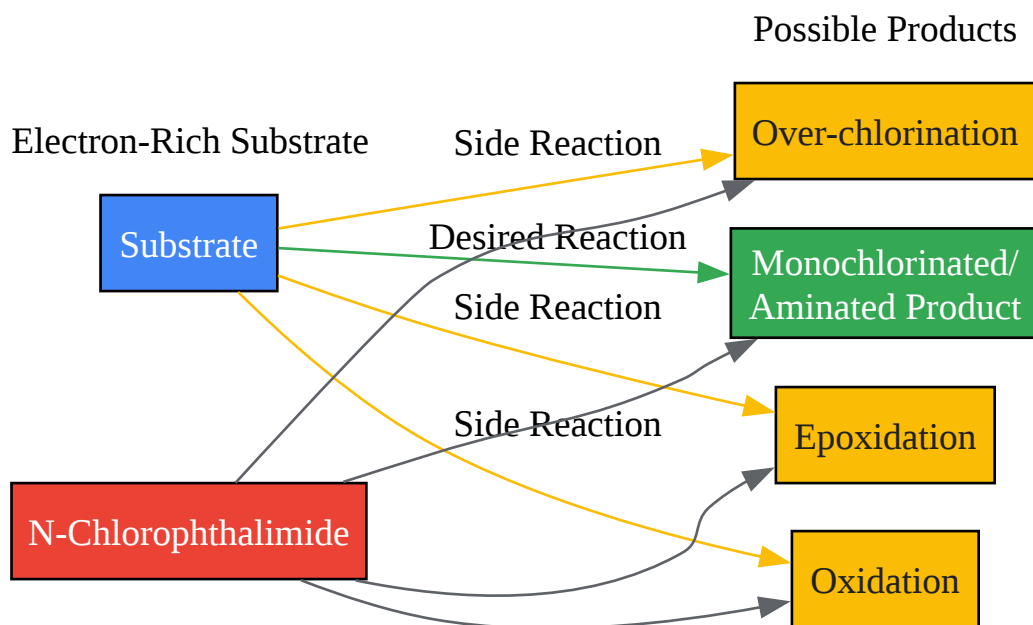 Possible Products
Electron-Rich Substrate
Side Reaction
Over-chlorination
Substrate
Desired Reaction
Monochlorinated/
Aminated Product
Side Reaction
Side Reaction
Epoxidation
N-Chlorophthalimide
Oxidation